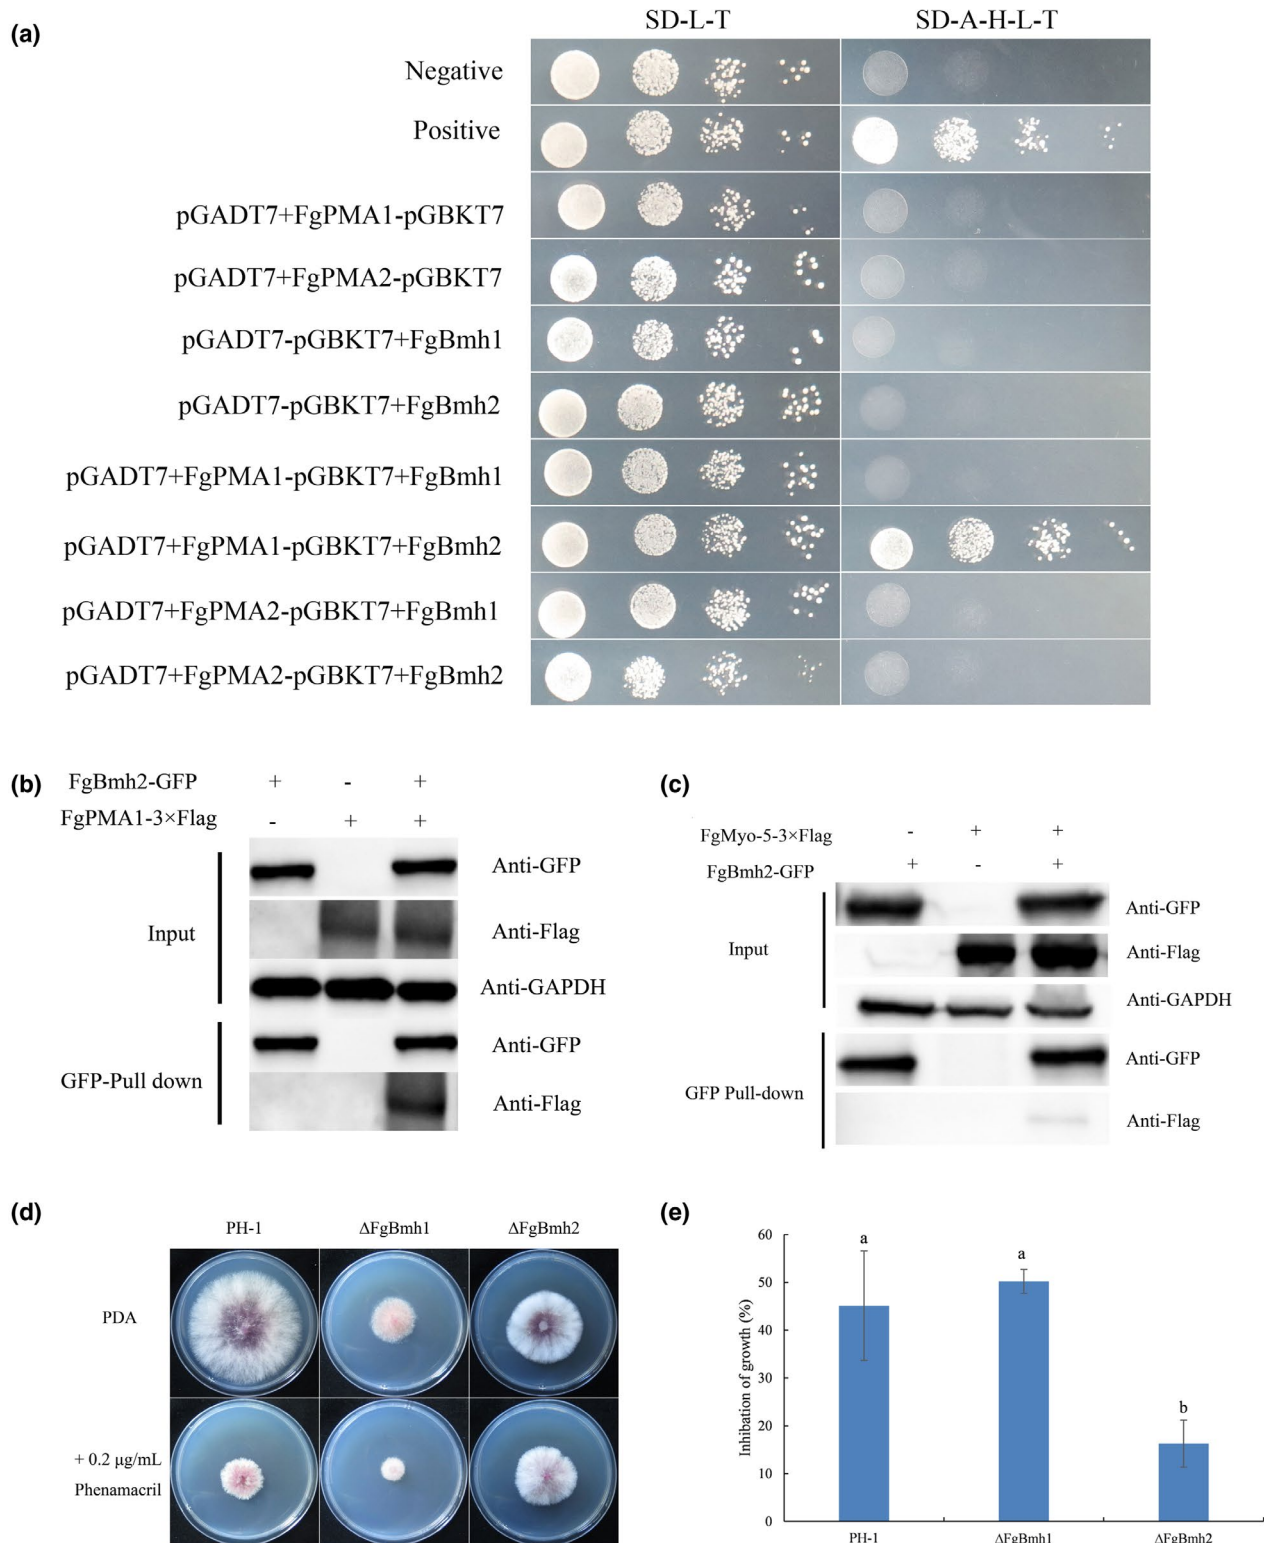 (a)
SD-L-T SD-A-H-L-T
Negative
Positive
pGADT7+FgPMA1-pGBKT7
pGADT7+FgPMA2-pGBKT7
pGADT7-pGBKT7+FgBmh1
pGADT7-pGBKT7+FgBmh2
pGADT7+FgPMA1-pGBKT7+FgBmh1
pGADT7+FgPMA1-pGBKT7+FgBmh2
pGADT7+FgPMA2-pGBKT7+FgBmh1
pGADT7+FgPMA2-pGBKT7+FgBmh2
(b)
FgBmh2-GFP + - +
FgPMA1-3×Flag - + +
Input
Anti-GFP
Anti-Flag
Anti-GAPDH
GFP-Pull down
Anti-GFP
Anti-Flag
(c)
FgMyo-5-3×Flag - + +
FgBmh2-GFP + - +
Input
Anti-GFP
Anti-Flag
Anti-GAPDH
GFP Pull-down
Anti-GFP
Anti-Flag
(d)
PH-1 ΔFgBmh1 ΔFgBmh2
PDA
+ 0.2 μg/mL
Phenamacril
(e)
Inhibation of growth (%)
60
50
40
30
20
10
0
a
a
b
PH-1 ΔFgBmh1 ΔFgBmh2